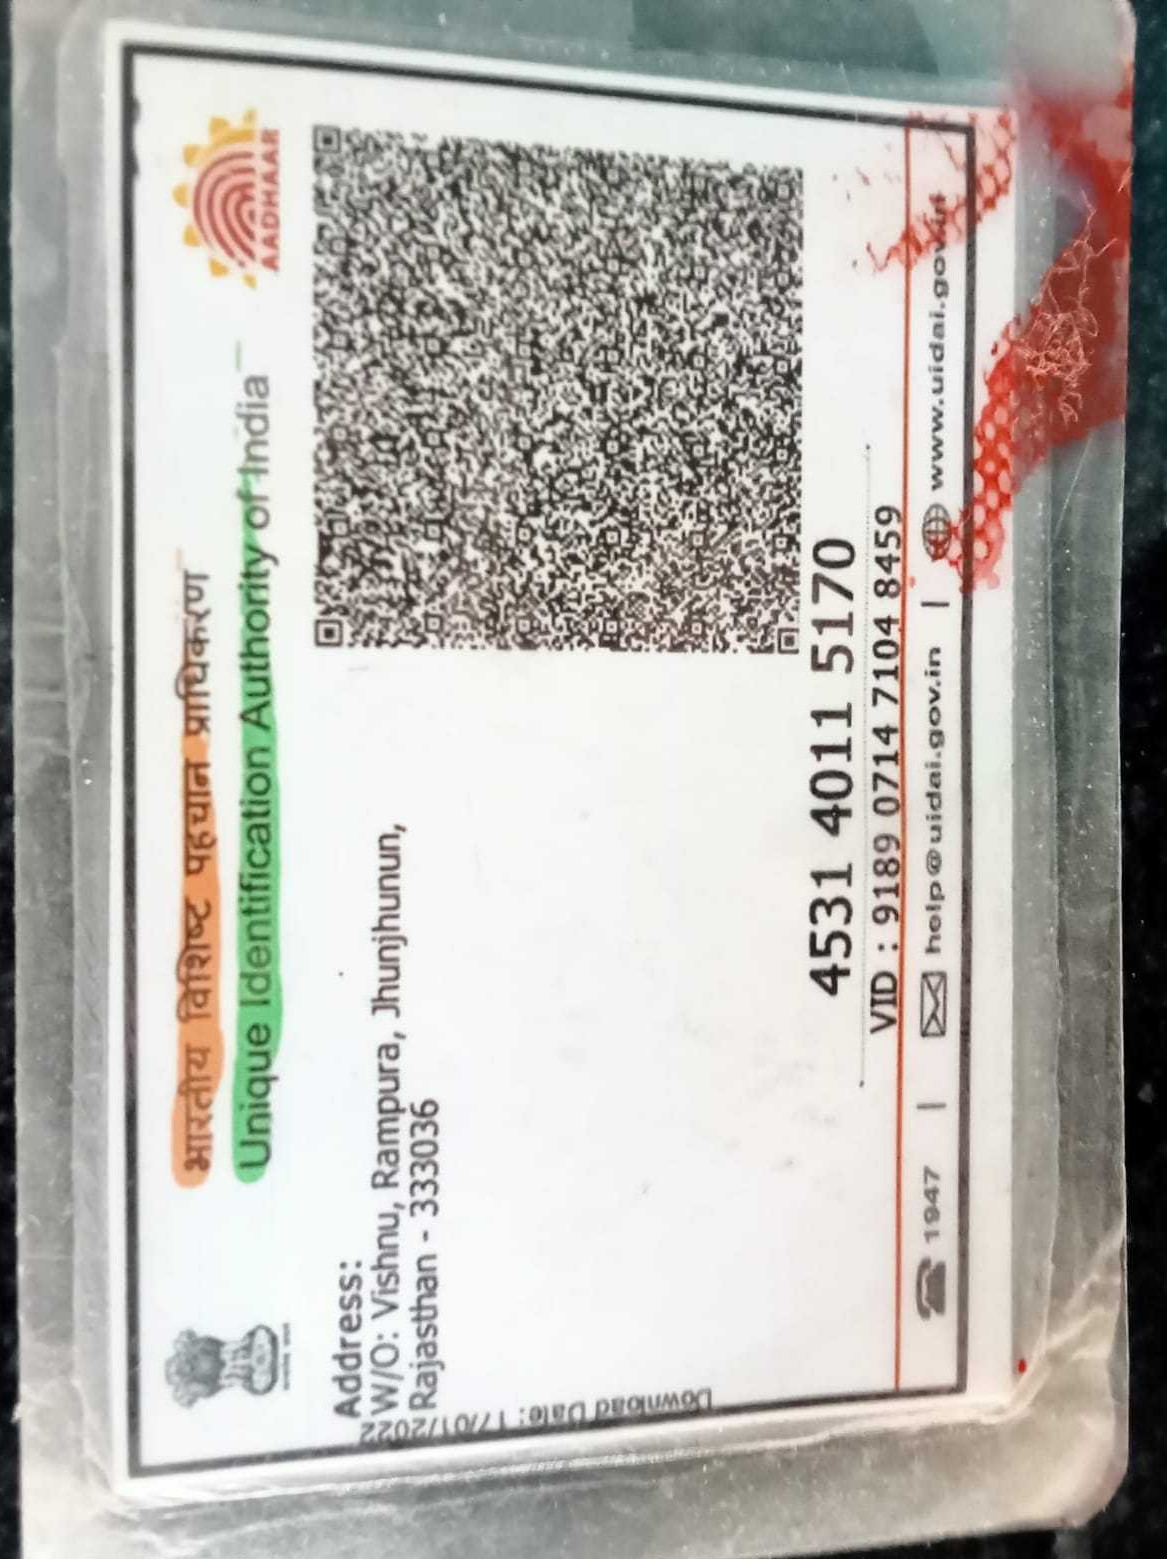 भारतीय विशिष्ट पहचान प्राधिकरण
Unique Identification Authority of India
AADHAAR
Address:
W/O: Vishnu, Rampura, Jhunjhunun,
Rajasthan - 333036
Download Date: 17/01/2022
4531 4011 5170
VID : 9189 0714 7104 8459
1947 | help@uidai.gov.in | www.uidai.gov.in